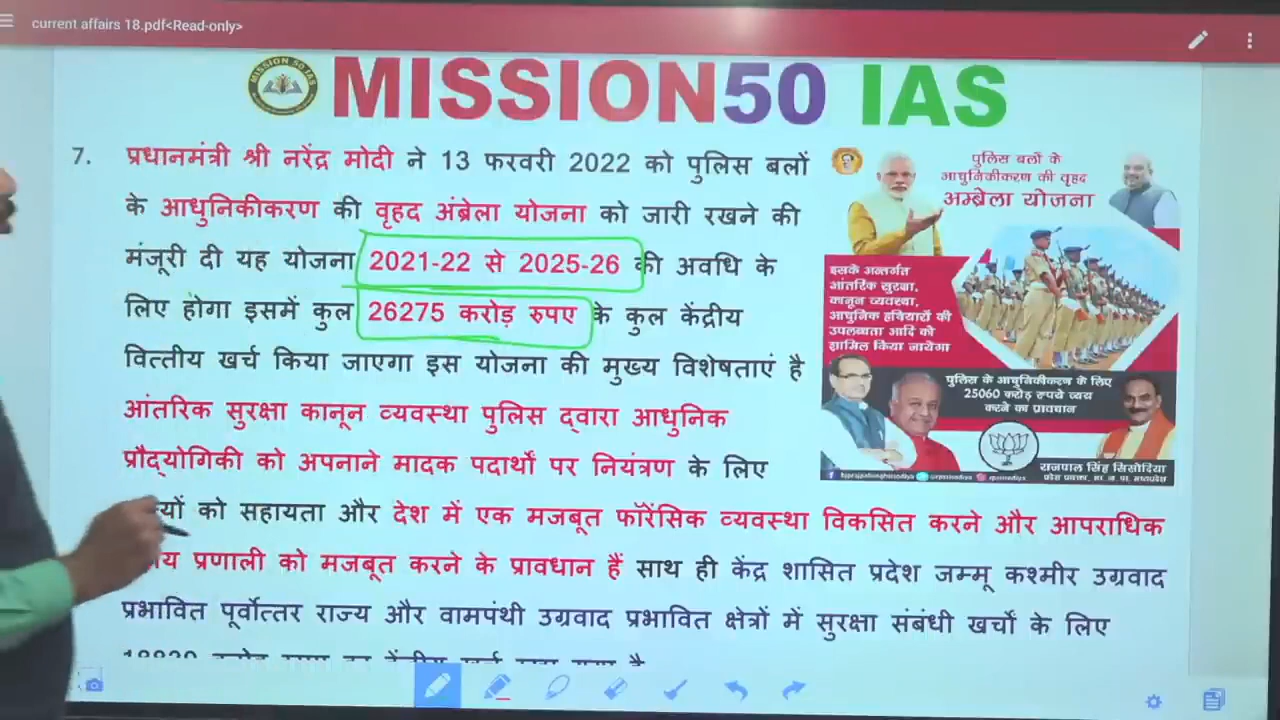 current affairs 18.pdf<Read-only>
MISSION 50 IAS
MISSION50 IAS
7. प्रधानमंत्री श्री नरेंद्र मोदी ने 13 फरवरी 2022 को पुलिस बलों
के आधुनिकीकरण की वृहद अंब्रेला योजना को जारी रखने की
मंजूरी दी यह योजना 2021-22 से 2025-26 की अवधि के
लिए होगा इसमें कुल 26275 करोड़ रुपए के कुल केंद्रीय
वित्तीय खर्च किया जाएगा इस योजना की मुख्य विशेषताएं है
आंतरिक सुरक्षा कानून व्यवस्था पुलिस द्वारा आधुनिक
प्रौद्योगिकी को अपनाने मादक पदार्थों पर नियंत्रण के लिए
को सहायता और देश में एक मजबूत फॉरेंसिक व्यवस्था विकसित करने और आपराधिक
प्रणाली को मजबूत करने के प्रावधान हैं साथ ही केंद्र शासित प्रदेश जम्मू कश्मीर उग्रवाद
प्रभावित पूर्वोत्तर राज्य और वामपंथी उग्रवाद प्रभावित क्षेत्रों में सुरक्षा संबंधी खर्चों के लिए
पुलिस बलों के
आधुनिकीकरण की वृहद
अम्ब्रेला योजना
इसके अन्तर्गत
आंतरिक सुरक्षा,
कानून व्यवस्था,
आधुनिक हथियारों की
उपलब्धता आदि को
शामिल किया जायेगा
पुलिस के आधुनिकीकरण के लिए
25060 करोड़ रुपये व्यय
करने का प्रावधान
राजपाल सिंह सिसोदिया